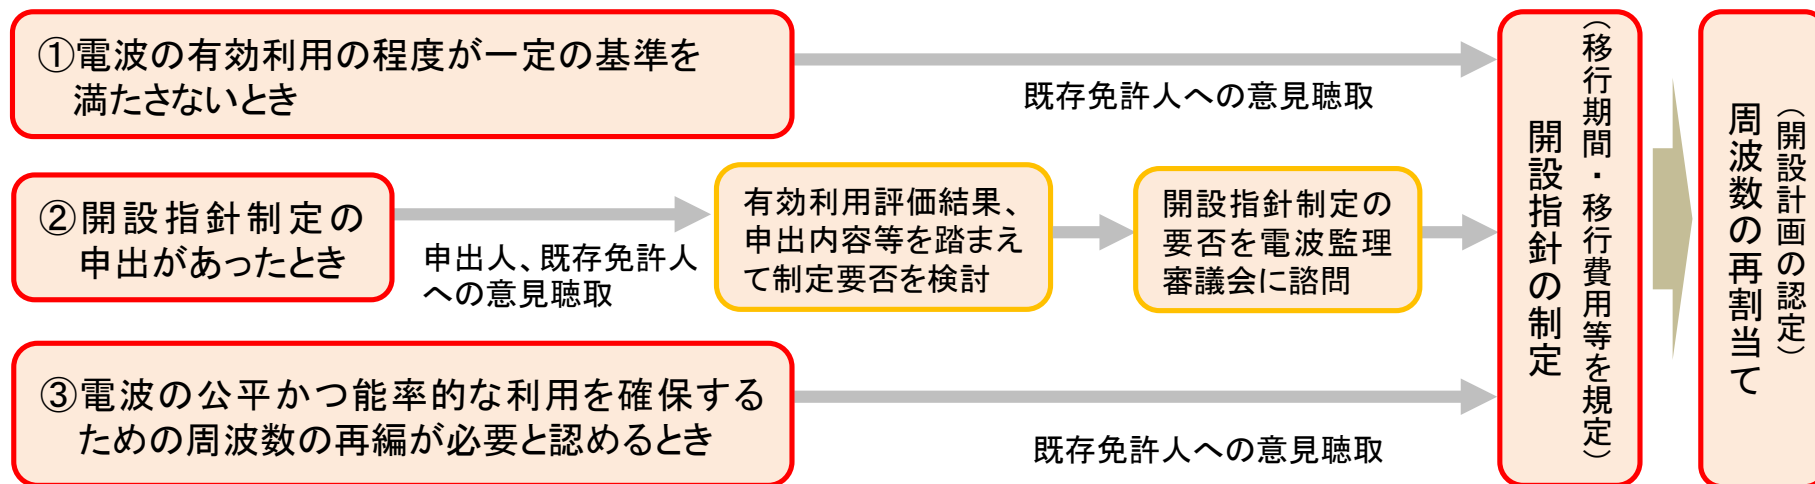 ①電波の有効利用の程度が一定の基準を
満たさないとき
既存免許人への意見聴取
②開設指針制定の
申出があったとき
申出人、既存免許人
への意見聴取
有効利用評価結果、
申出内容等を踏まえ
て制定要否を検討
開設指針制定の
要否を電波監理
審議会に諮問
③電波の公平かつ能率的な利用を確保する
ための周波数の再編が必要と認めるとき
既存免許人への意見聴取
開設指針の制定
（移行期間・移行費用等を規定）
周波数の再割当て
（開設計画の認定）